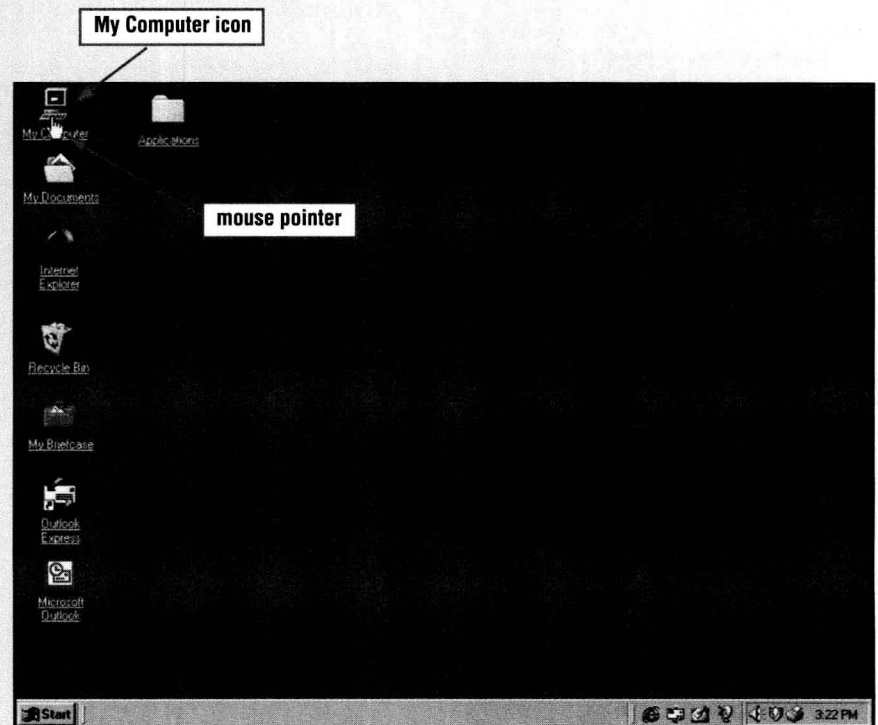 My Computer icon
My Computer
Applications
My Documents
mouse pointer
Internet
Explorer
Recycle Bin
My Briefcase
Outlook
Express
Microsoft
Outlook
Start
3:22 PM